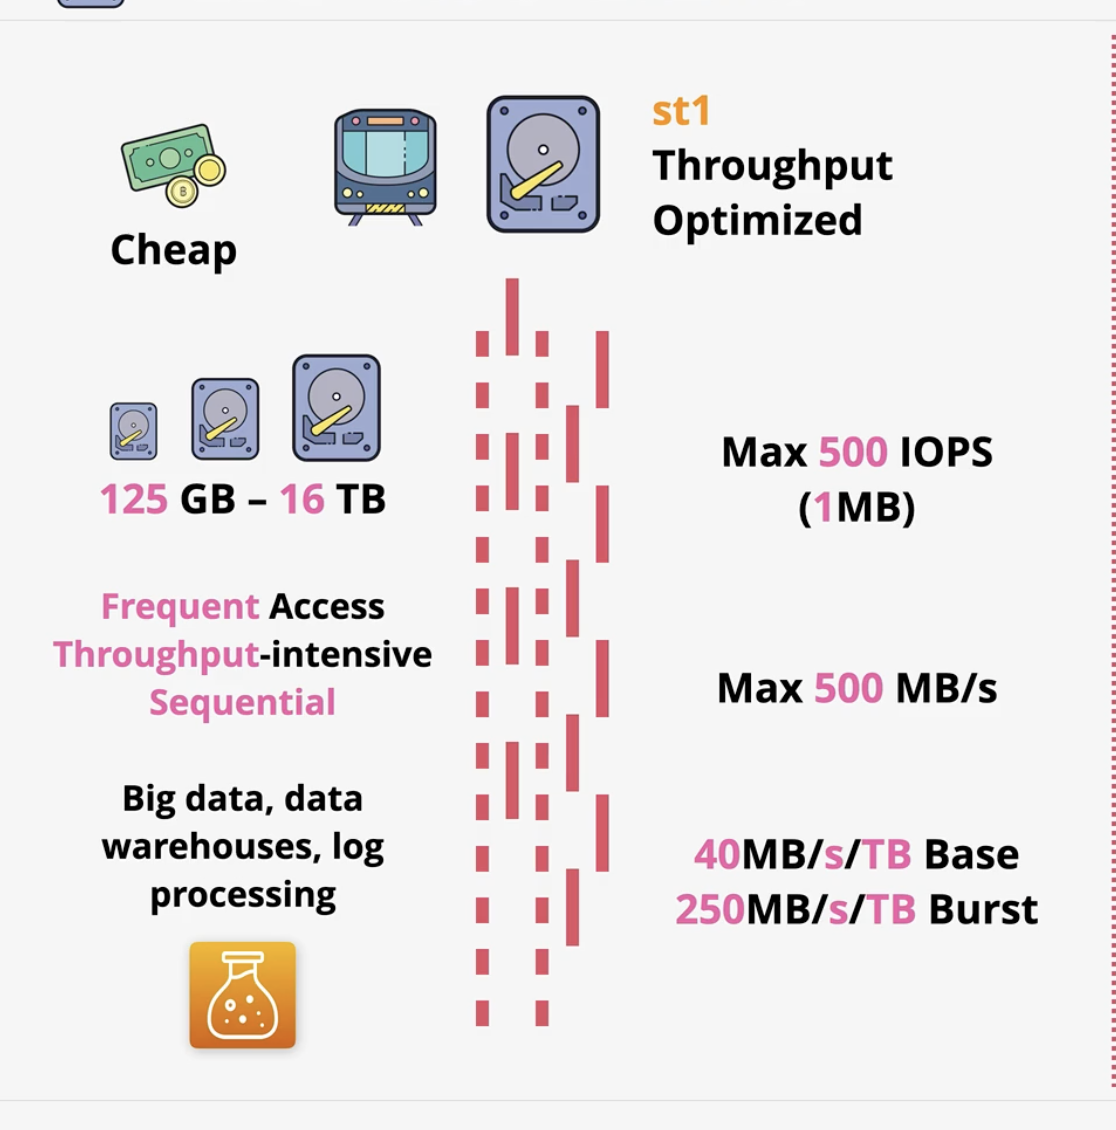 st1
Throughput
Optimized
Cheap
125 GB – 16 TB
Frequent Access
Throughput-intensive
Sequential
Big data, data
warehouses, log
processing
Max 500 IOPS
(1MB)
Max 500 MB/s
40MB/s/TB Base
250MB/s/TB Burst